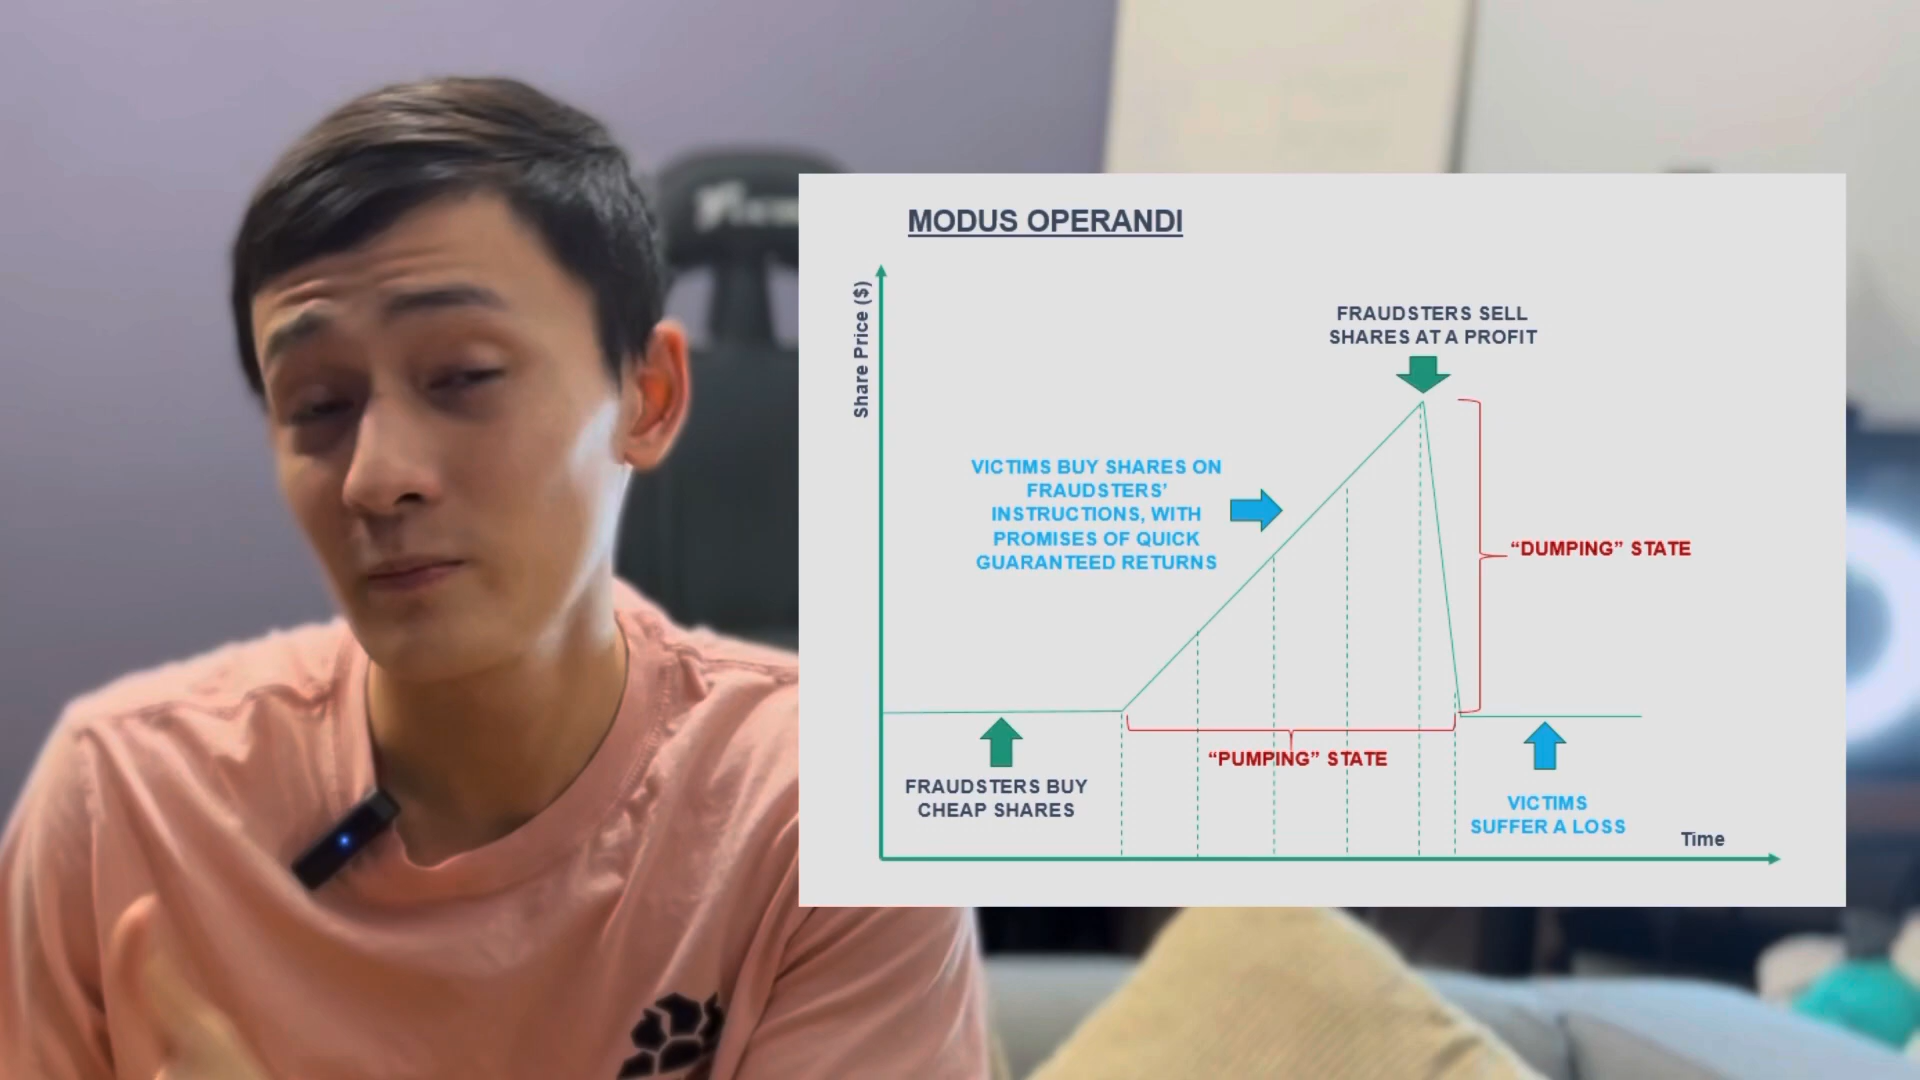 MODUS OPERANDI
Share Price ($)
FRAUDSTERS SELL
SHARES AT A PROFIT
VICTIMS BUY SHARES ON
FRAUDSTERS’
INSTRUCTIONS, WITH
PROMISES OF QUICK
GUARANTEED RETURNS
“DUMPING” STATE
“PUMPING” STATE
FRAUDSTERS BUY
CHEAP SHARES
VICTIMS
SUFFER A LOSS
Time